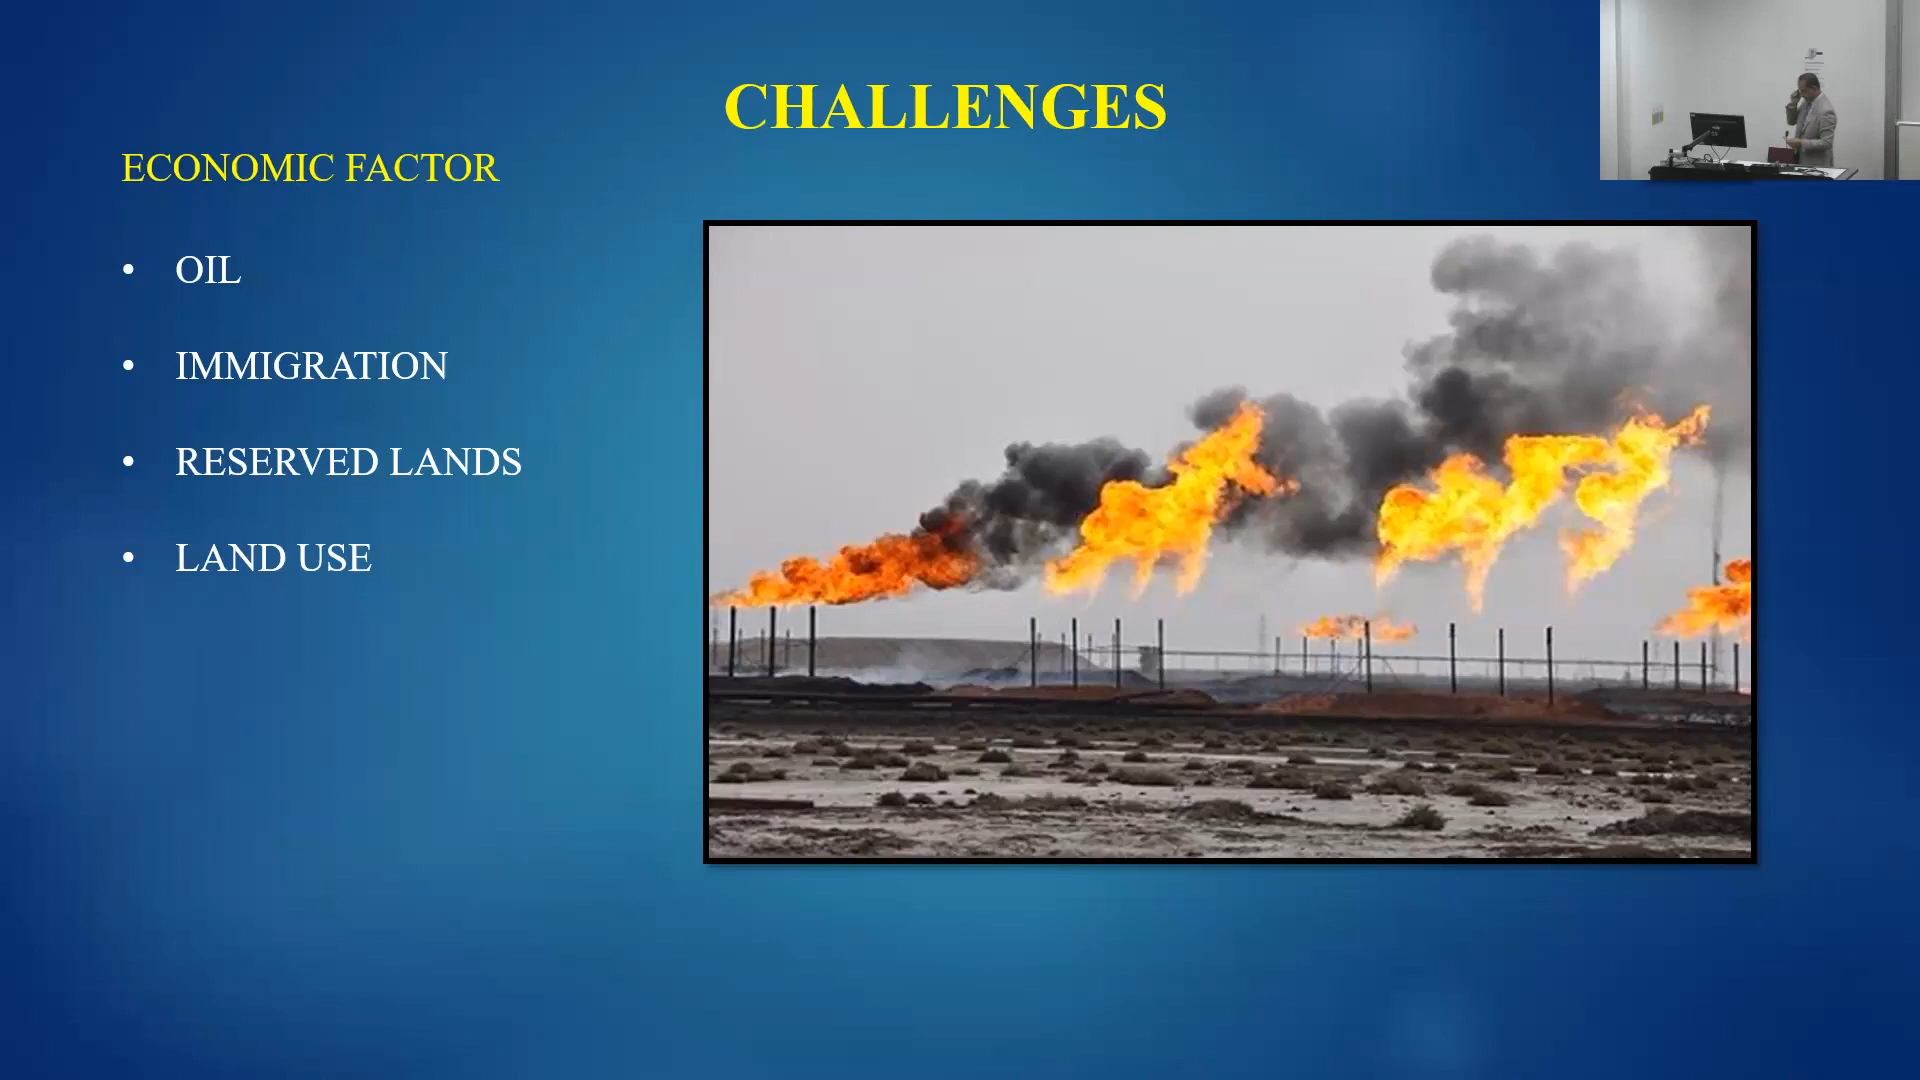 CHALLENGES
ECONOMIC FACTOR
• OIL
• IMMIGRATION
• RESERVED LANDS
• LAND USE